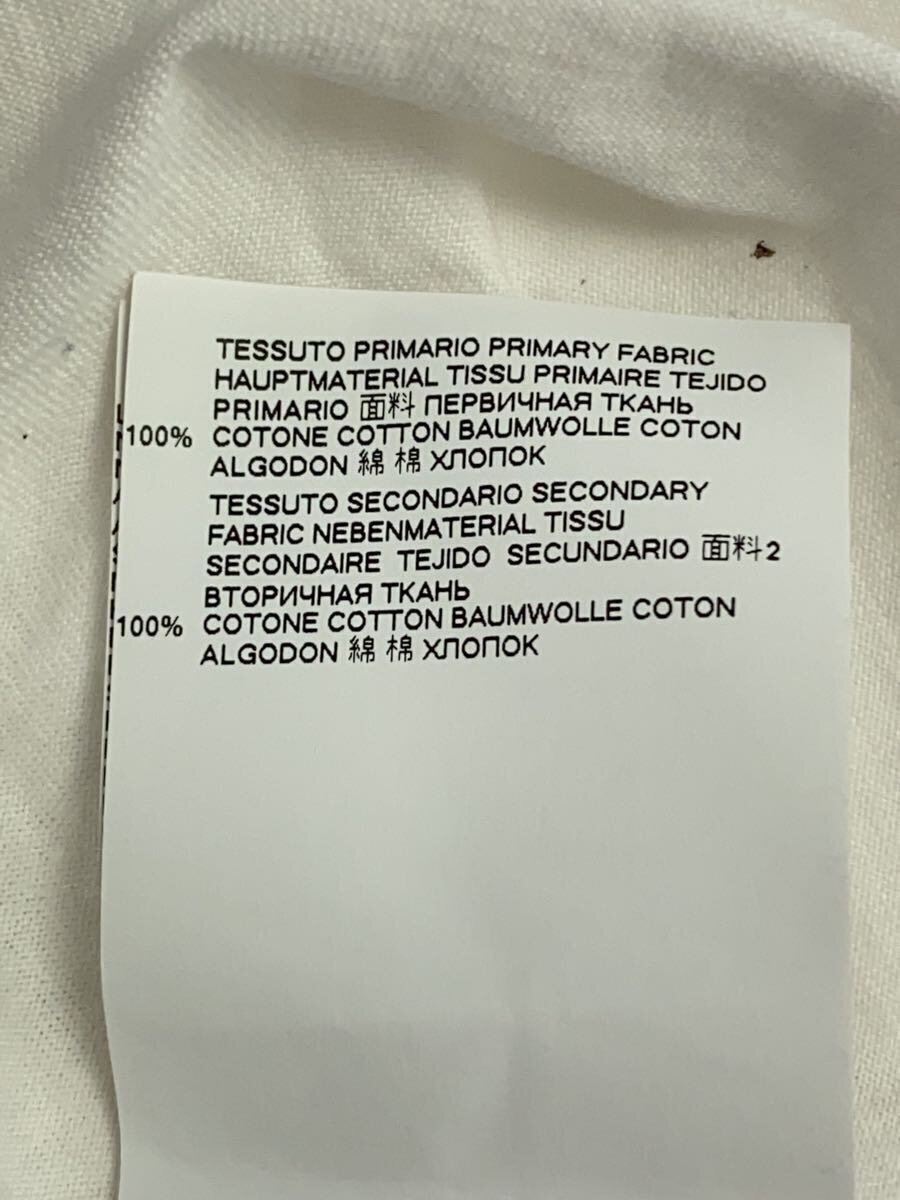 TESSUTO PRIMARIO PRIMARY FABRIC
HAUPTMATERIAL TISSU PRIMAIRE TEJIDO
PRIMARIO 面料 ПЕРВИЧНАЯ ТКАНЬ
100% COTONE COTTON BAUMWOLLE COTON
ALGODON 綿 棉 ХЛОПОК
TESSUTO SECONDARIO SECONDARY
FABRIC NEBENMATERIAL TISSU
SECONDAIRE TEJIDO SECUNDARIO 面料2
ВТОРИЧНАЯ ТКАНЬ
100% COTONE COTTON BAUMWOLLE COTON
ALGODON 綿 棉 ХЛОПОК